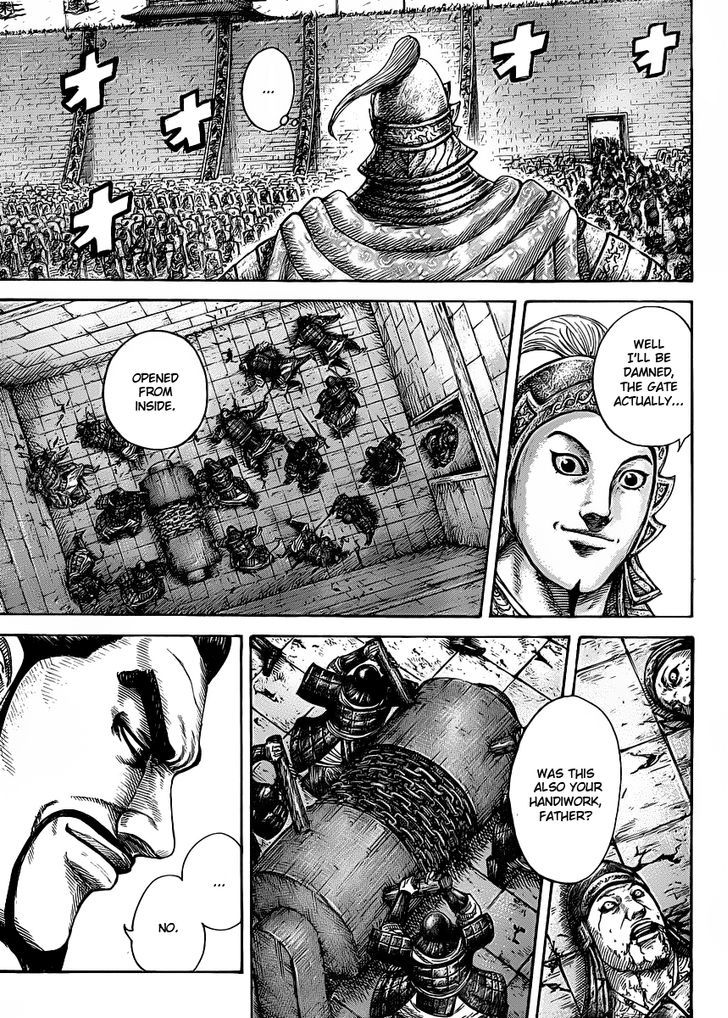 オ
オ
オ
オ
オ
...
WELL
I'LL BE
DAMNED,
THE GATE
ACTUALLY...
OPENED
FROM
INSIDE.
WAS THIS
ALSO YOUR
HANDIWORK,
FATHER?
...
NO.